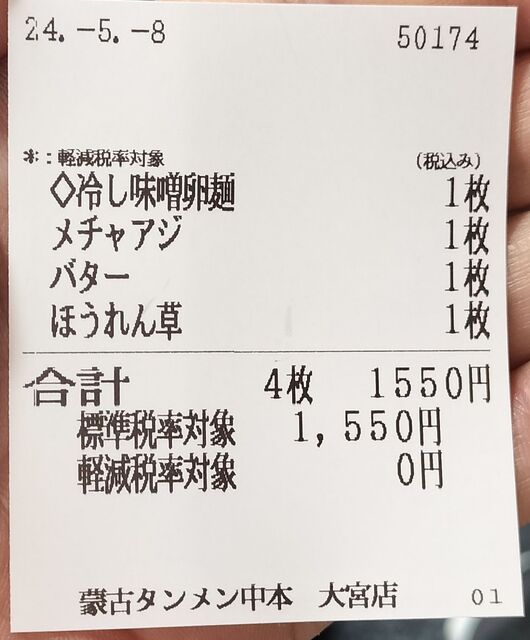 24.-5.-8 50174
*:軽減税率対象 (税込み)
◇冷し味噌卵麺 1枚
メチャアジ 1枚
バター 1枚
ほうれん草 1枚
合計 4枚 1550円
標準税率対象 1,550円
軽減税率対象 0円
蒙古タンメン中本 大宮店 01